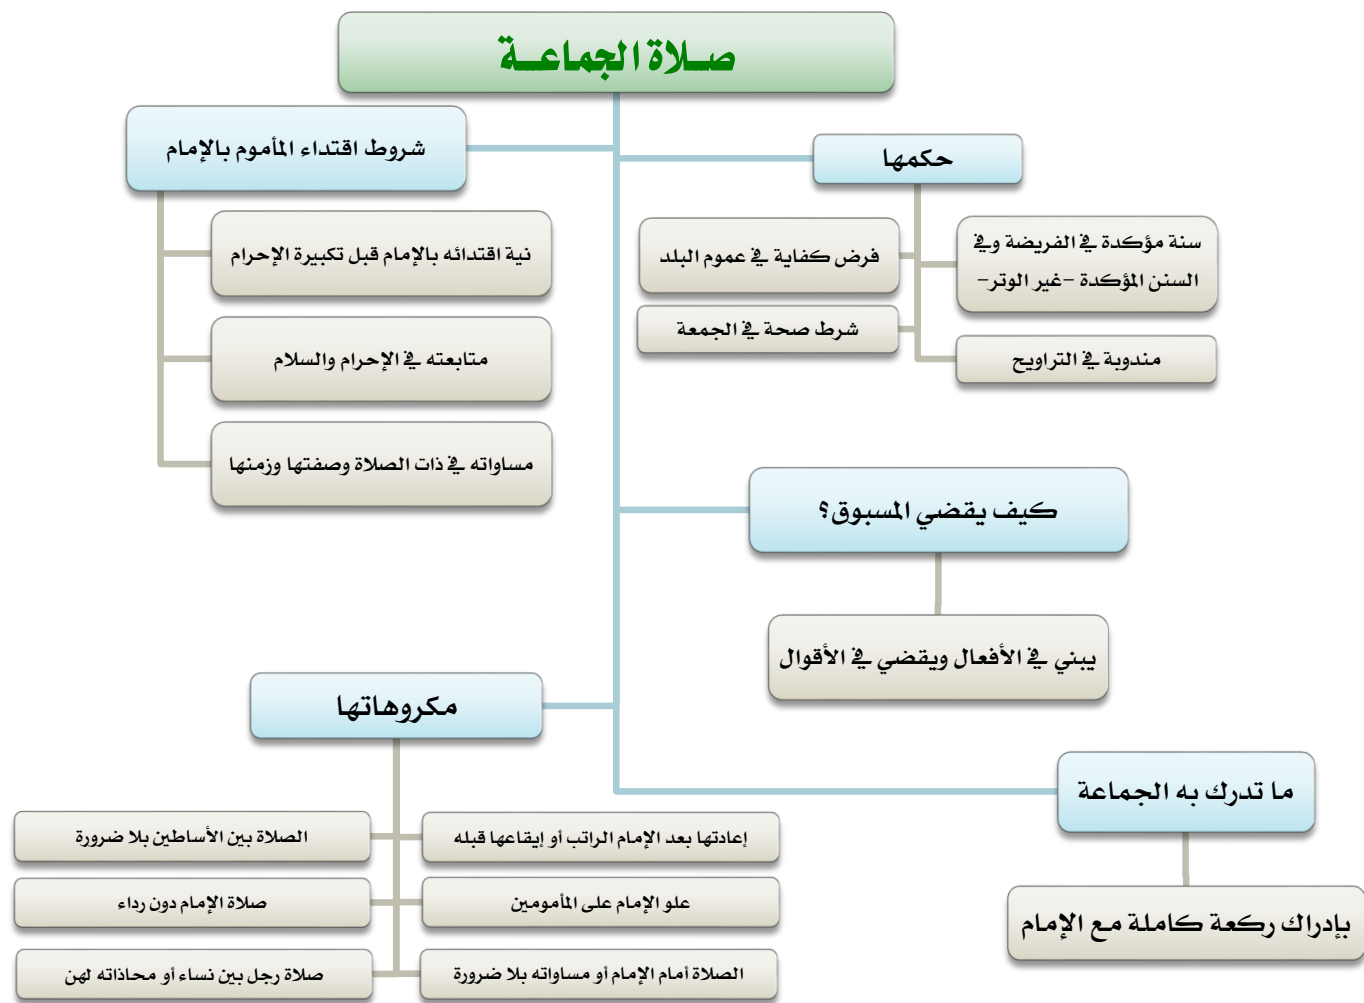 صلاة الجماعة
حكمها
سنة مؤكدة في الفريضة وفي
السنن المؤكدة -غير الوتر-
فرض كفاية في عموم البلد
شرط صحة في الجمعة
مندوبة في التراويح
شروط اقتداء المأموم بالإمام
نية اقتدائه بالإمام قبل تكبيرة الإحرام
متابعته في الإحرام والسلام
مساواته في ذات الصلاة وصفتها وزمنها
كيف يقضي المسبوق؟
يبني في الأفعال ويقضي في الأقوال
مكروهاتها
إعادتها بعد الإمام الراتب أو إيقاعها قبله
الصلاة بين الأساطين بلا ضرورة
علو الإمام على المأمومين
صلاة الإمام دون رداء
الصلاة أمام الإمام أو مساواته بلا ضرورة
صلاة رجل بين نساء أو محاذاته لهن
ما تدرك به الجماعة
بإدراك ركعة كاملة مع الإمام